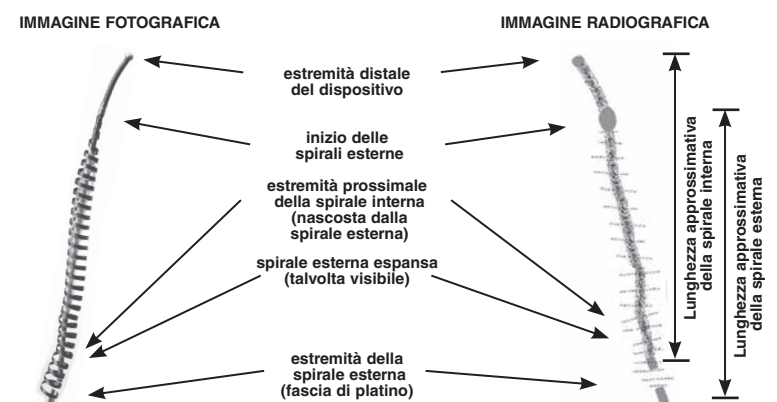 IMMAGINE FOTOGRAFICA
IMMAGINE RADIOGRAFICA
estremità distale
del dispositivo
inizio delle
spirali esterne
estremità prossimale
della spirale interna
(nascosta dalla
spirale esterna)
spirale esterna espansa
(talvolta visibile)
estremità della
spirale esterna
(fascia di platino)
Lunghezza approssimativa
della spirale interna
Lunghezza approssimativa
della spirale esterna